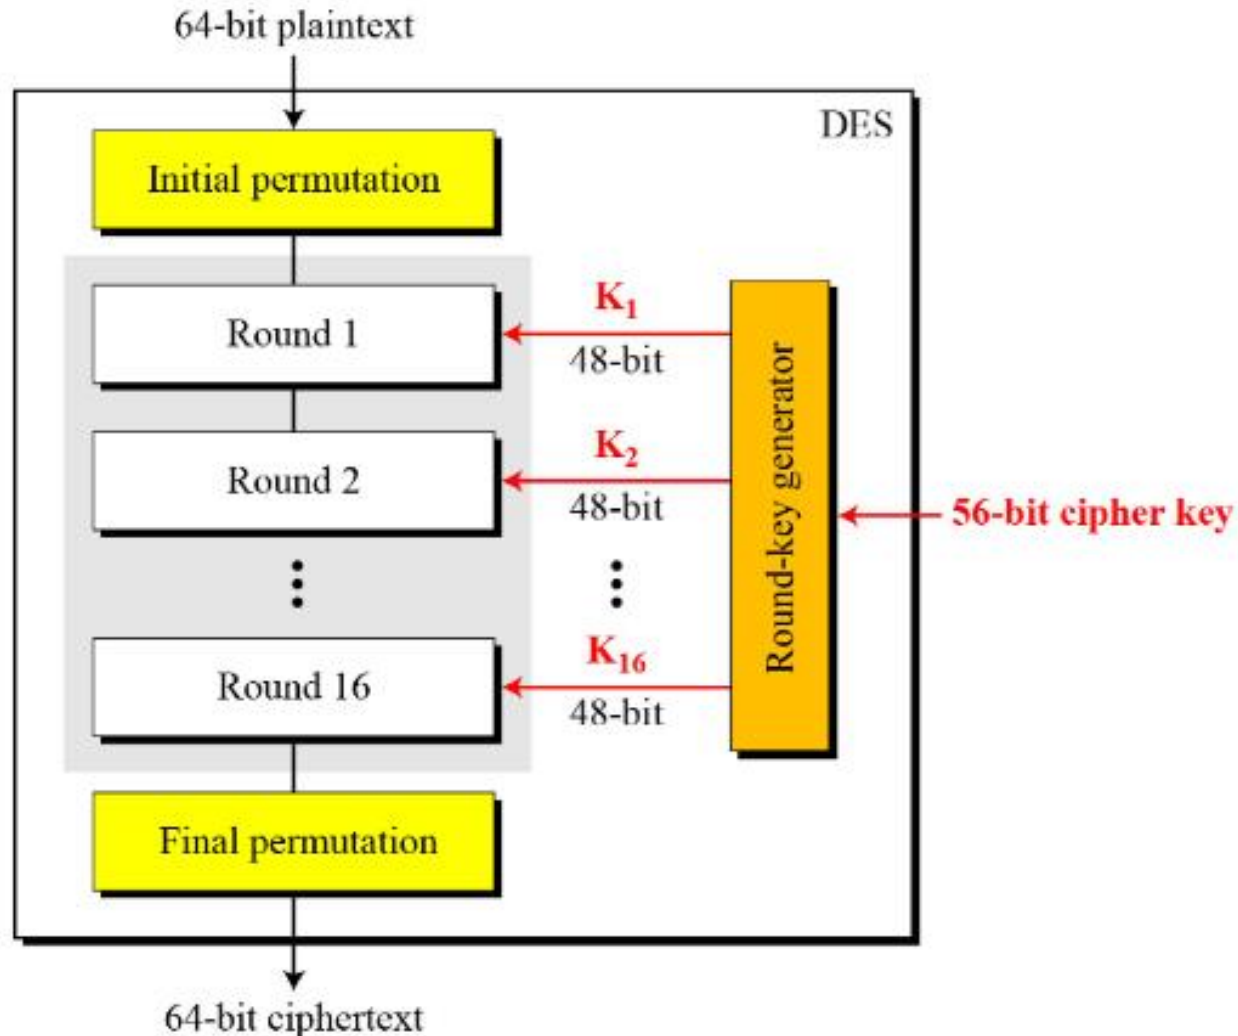 64-bit plaintext
DES
Initial permutation
Round 1
K1
48-bit
Round 2
K2
48-bit
Round-key generator
56-bit cipher key
Round 16
K16
48-bit
Final permutation
64-bit ciphertext